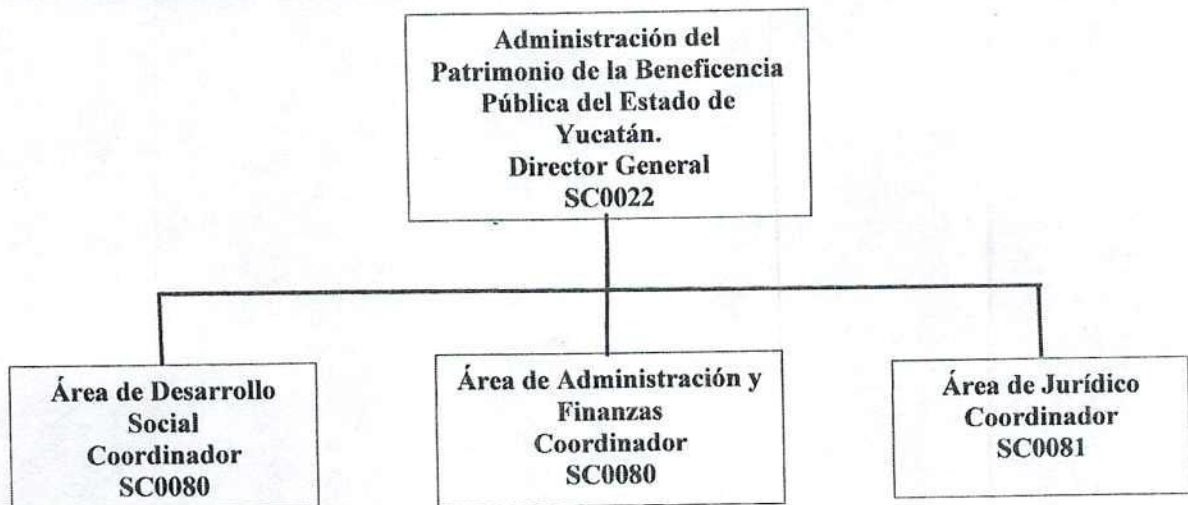 Administración del
Patrimonio de la Beneficencia
Pública del Estado de
Yucatán.
Director General
SC0022
Área de Desarrollo
Social
Coordinador
SC0080
Área de Administración y
Finanzas
Coordinador
SC0080
Área de Jurídico
Coordinador
SC0081